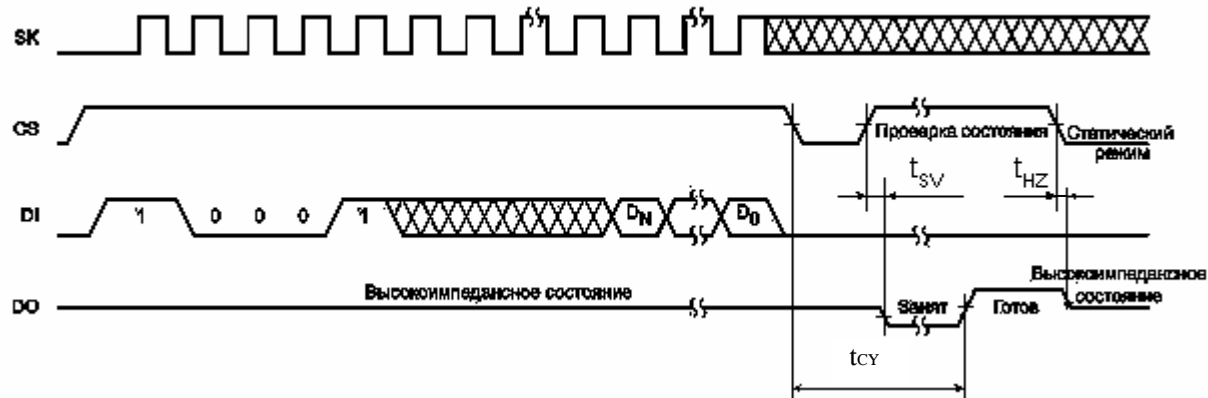 SK
CS
Проверка состояния
Статический
режим
tSV
tHZ
DI
1 0 0 0 1 DN D0
DO
Высокоимпедансное состояние
Занят
Готов
Высокоимпедансное
состояние
tCY